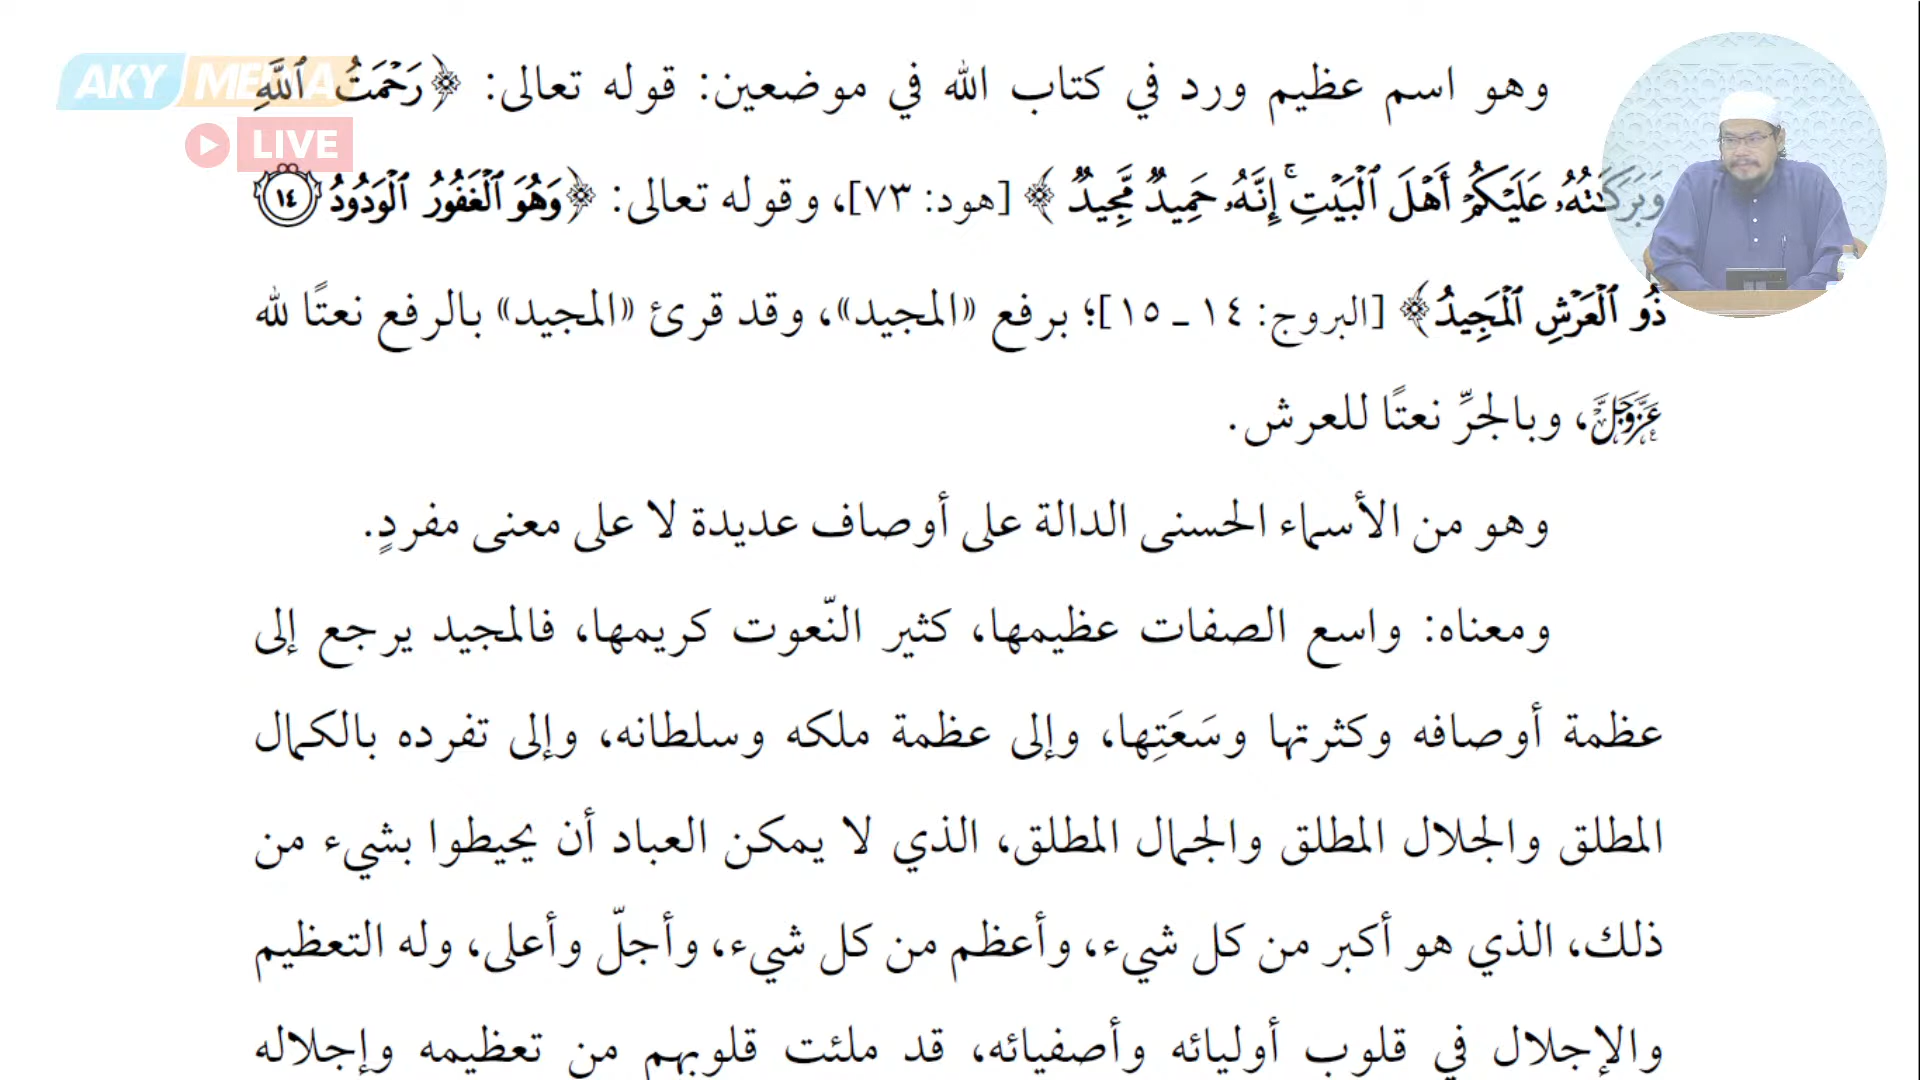 AKY MEDIA
LIVE
وهو اسم عظيم ورد في كتاب الله في موضعين: قوله تعالى: ﴿رَحْمَتُ ٱللَّهِ
وَبَرَكَٰتُهُۥ عَلَيْكُمْ أَهْلَ ٱلْبَيْتِ ۚ إِنَّهُۥ حَمِيدٌ مَّجِيدٌ﴾ [هود: ٧٣]، وقوله تعالى: ﴿وَهُوَ ٱلْغَفُورُ ٱلْوَدُودُ ١٤
ذُو ٱلْعَرْشِ ٱلْمَجِيدُ﴾ [البروج: ١٤ ـ ١٥]؛ برفع «المجيد»، وقد قرئ «المجيد» بالرفع نعتًا لله
عَزَّوَجَلَّ، وبالجرِّ نعتًا للعرش.
وهو من الأسماء الحسنى الدالة على أوصاف عديدة لا على معنى مفردٍ.
ومعناه: واسع الصفات عظيمها، كثير النّعوت كريمها، فالمجيد يرجع إلى
عظمة أوصافه وكثرتها وسَعَتِها، وإلى عظمة ملكه وسلطانه، وإلى تفرده بالكمال
المطلق والجلال المطلق والجمال المطلق، الذي لا يمكن العباد أن يحيطوا بشيء من
ذلك، الذي هو أكبر من كل شيء، وأعظم من كل شيء، وأجلّ وأعلى، وله التعظيم
والإجلال في قلوب أوليائه وأصفيائه، قد ملئت قلوبهم من تعظيمه وإجلاله